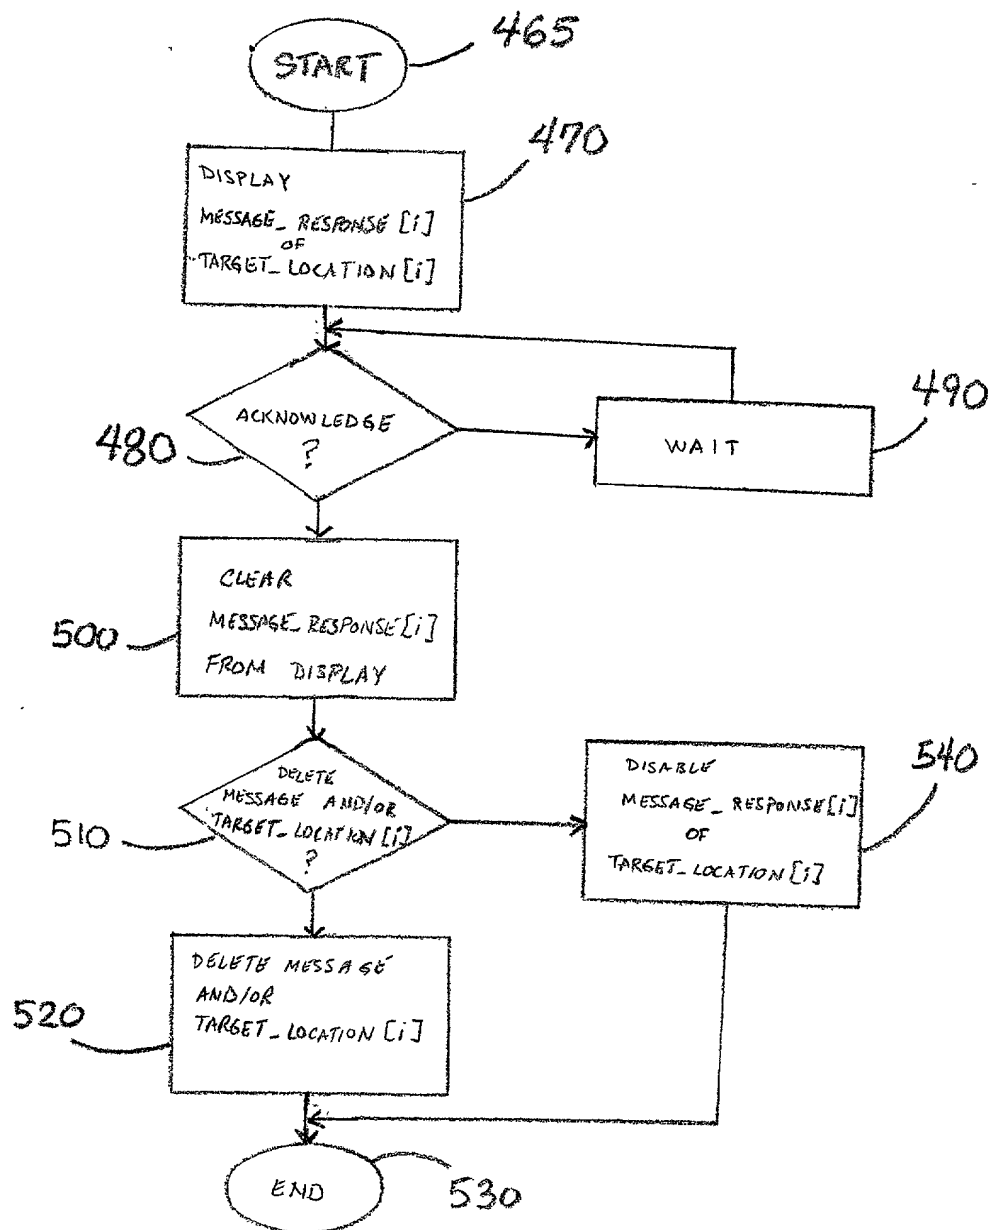 465
START
470
DISPLAY
MESSAGE_RESPONSE [i]
OF
TARGET_LOCATION [i]
490
ACKNOWLEDGE
?
480
WAIT
CLEAR
MESSAGE_RESPONSE [i]
FROM DISPLAY
500
540
DELETE
MESSAGE AND/OR
TARGET_LOCATION [i]
?
510
DISABLE
MESSAGE_RESPONSE [i]
OF
TARGET_LOCATION [i]
DELETE MESSAGE
AND/OR
TARGET_LOCATION [i]
520
END
530